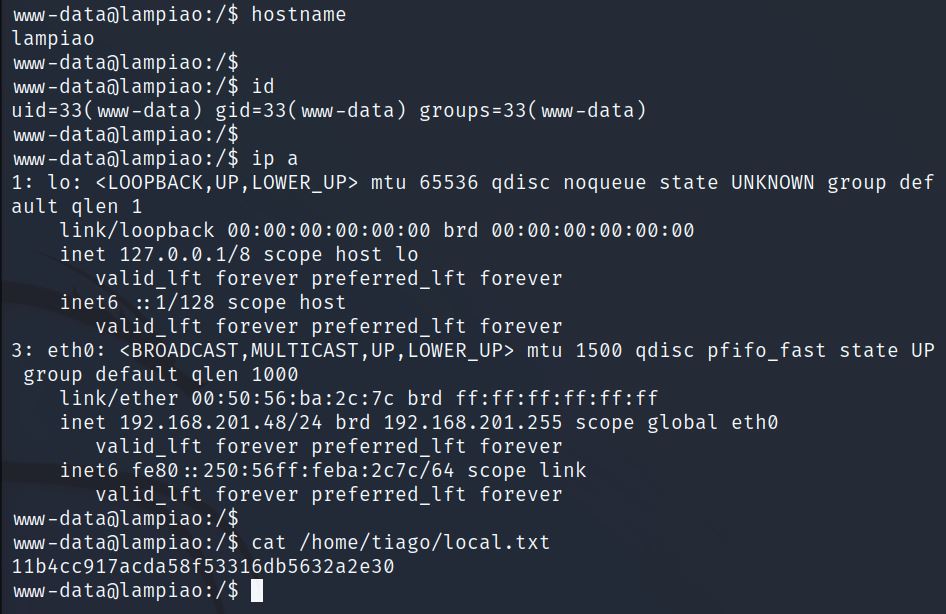 www-data@lampiao:/$ hostname
lampiao
www-data@lampiao:/$
www-data@lampiao:/$ id
uid=33(www-data) gid=33(www-data) groups=33(www-data)
www-data@lampiao:/$
www-data@lampiao:/$ ip a
1: lo: <LOOPBACK,UP,LOWER_UP> mtu 65536 qdisc noqueue state UNKNOWN group def
ault qlen 1
    link/loopback 00:00:00:00:00:00 brd 00:00:00:00:00:00
    inet 127.0.0.1/8 scope host lo
       valid_lft forever preferred_lft forever
    inet6 ::1/128 scope host
       valid_lft forever preferred_lft forever
3: eth0: <BROADCAST,MULTICAST,UP,LOWER_UP> mtu 1500 qdisc pfifo_fast state UP
 group default qlen 1000
    link/ether 00:50:56:ba:2c:7c brd ff:ff:ff:ff:ff:ff
    inet 192.168.201.48/24 brd 192.168.201.255 scope global eth0
       valid_lft forever preferred_lft forever
    inet6 fe80::250:56ff:feba:2c7c/64 scope link
       valid_lft forever preferred_lft forever
www-data@lampiao:/$
www-data@lampiao:/$ cat /home/tiago/local.txt
11b4cc917acda58f53316db5632a2e30
www-data@lampiao:/$